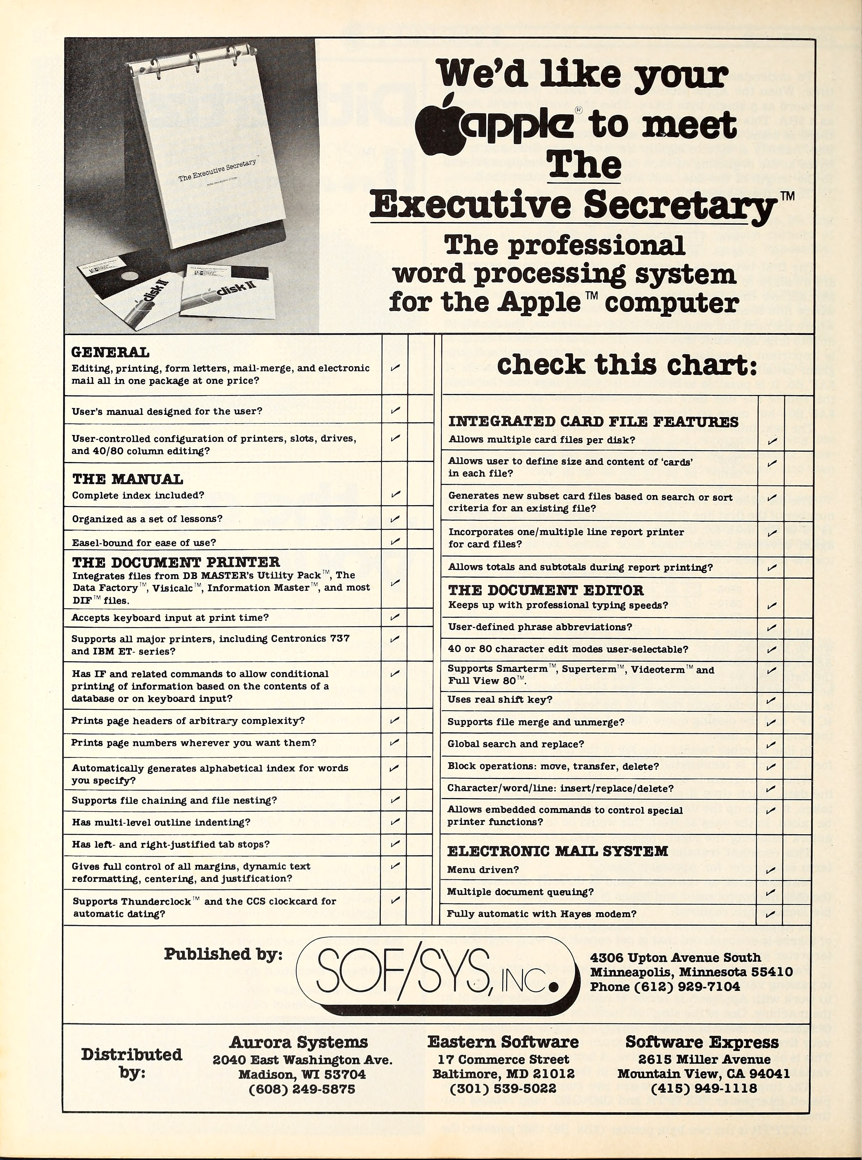 The Executive Secretary
disk II
disk II
We'd like your
apple® to meet
The
Executive Secretary™
The professional
word processing system
for the Apple™ computer
GENERAL
Editing, printing, form letters, mail-merge, and electronic
mail all in one package at one price?
User's manual designed for the user?
User-controlled configuration of printers, slots, drives,
and 40/80 column editing?
THE MANUAL
Complete index included?
Organized as a set of lessons?
Easel-bound for ease of use?
THE DOCUMENT PRINTER
Integrates files from DB MASTER's Utility Pack™, The
Data Factory™, Visicalc™, Information Master™, and most
DIF™ files.
Accepts keyboard input at print time?
Supports all major printers, including Centronics 737
and IBM ET- series?
Has IF and related commands to allow conditional
printing of information based on the contents of a
database or on keyboard input?
Prints page headers of arbitrary complexity?
Prints page numbers wherever you want them?
Automatically generates alphabetical index for words
you specify?
Supports file chaining and file nesting?
Has multi-level outline indenting?
Has left- and right-justified tab stops?
Gives full control of all margins, dynamic text
reformatting, centering, and justification?
Supports Thunderclock™ and the CCS clockcard for
automatic dating?
check this chart:
INTEGRATED CARD FILE FEATURES
Allows multiple card files per disk?
Allows user to define size and content of 'cards'
in each file?
Generates new subset card files based on search or sort
criteria for an existing file?
Incorporates one/multiple line report printer
for card files?
Allows totals and subtotals during report printing?
THE DOCUMENT EDITOR
Keeps up with professional typing speeds?
User-defined phrase abbreviations?
40 or 80 character edit modes user-selectable?
Supports Smarterm™, Superterm™, Videoterm™ and
Full View 80™.
Uses real shift key?
Supports file merge and unmerge?
Global search and replace?
Block operations: move, transfer, delete?
Character/word/line: insert/replace/delete?
Allows embedded commands to control special
printer functions?
ELECTRONIC MAIL SYSTEM
Menu driven?
Multiple document queuing?
Fully automatic with Hayes modem?
Published by:
SOF/SYS, INC.
4306 Upton Avenue South
Minneapolis, Minnesota 55410
Phone (612) 929-7104
Distributed
by:
Aurora Systems
2040 East Washington Ave.
Madison, WI 53704
(608) 249-5875
Eastern Software
17 Commerce Street
Baltimore, MD 21012
(301) 539-5022
Software Express
2615 Miller Avenue
Mountain View, CA 94041
(415) 949-1118